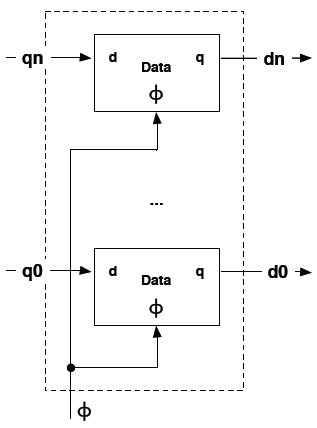 qn d Data q dn
ϕ
...
q0 d Data q d0
ϕ
ϕ